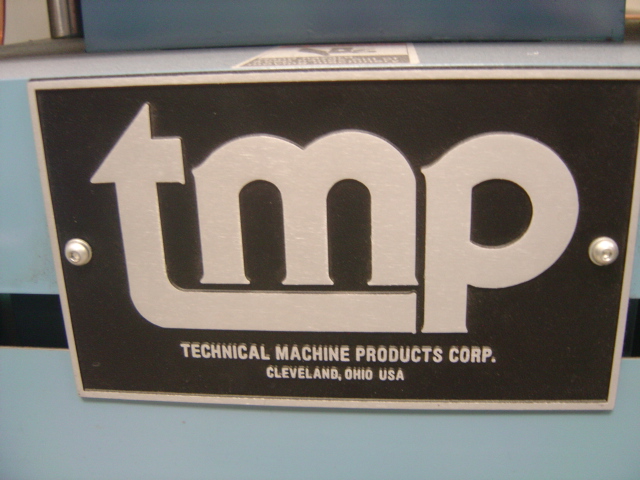 tmp
TECHNICAL MACHINE PRODUCTS CORP.
CLEVELAND, OHIO USA